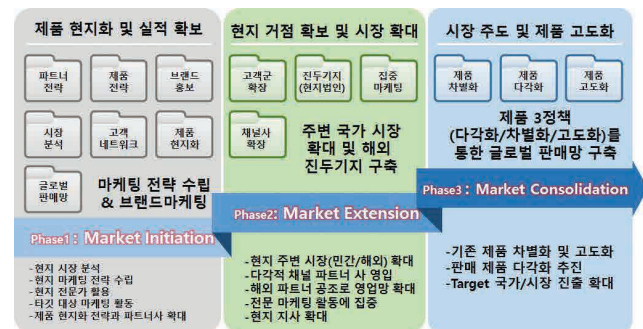 제품 현지화 및 실적 확보
파트너
전략
제품
전략
브랜드
홍보
시장
분석
고객
네트워크
제품
현지화
글로벌
판매망
마케팅 전략 수립
& 브랜드마케팅
Phase1: Market Initiation
-현지 시장 분석
-현지 마케팅 전략 수립
-현지 전문가 활용
-타깃 대상 마케팅 활동
-제품 현지화 전략과 파트너사 확대
현지 거점 확보 및 시장 확대
고객군
확장
진두기지
(현지법인)
집중
마케팅
채널사
확장
주변 국가 시장
확대 및 해외
진두기지 구축
Phase2: Market Extension
-현지 주변 시장(민간/해외) 확대
-다각적 채널 파트너 사 영입
-해외 파트너 공조로 영업망 확대
-전문 마케팅 활동에 집중
-현지 지사 확대
시장 주도 및 제품 고도화
제품
차별화
제품
다각화
제품
고도화
제품 3정책
(다각화/차별화/고도화)를
통한 글로벌 판매망 구축
Phase3: Market Consolidation
-기존 제품 차별화 및 고도화
-판매 제품 다각화 추진
-Target 국가/시장 진출 확대